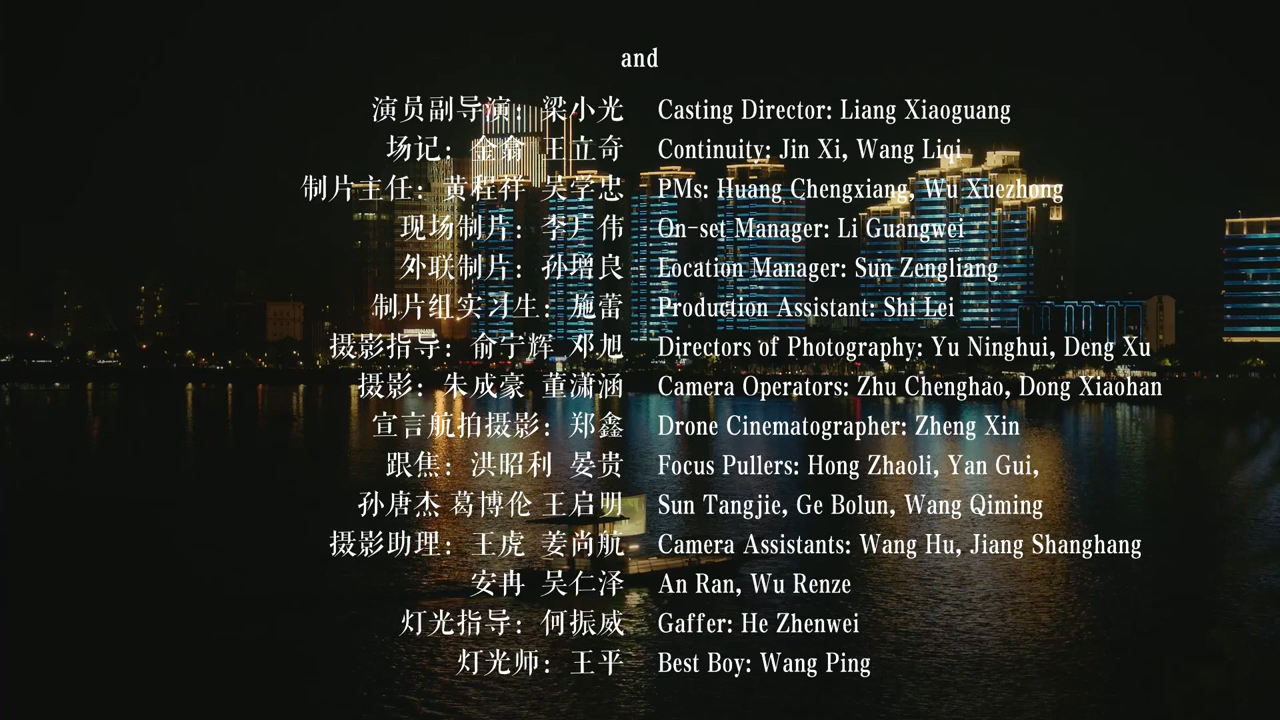 and
演员副导演：梁小光 Casting Director: Liang Xiaoguang
场记：金翕 王立奇 Continuity: Jin Xi, Wang Liqi
制片主任：黄程祥 吴学忠 PMs: Huang Chengxiang, Wu Xuezhong
现场制片：李广伟 On-set Manager: Li Guangwei
外联制片：孙增良 Location Manager: Sun Zengliang
制片组实习生：施蕾 Production Assistant: Shi Lei
摄影指导：俞宁辉 邓旭 Directors of Photography: Yu Ninghui, Deng Xu
摄影：朱成豪 董潇涵 Camera Operators: Zhu Chenghao, Dong Xiaohan
宣言航拍摄影：郑鑫 Drone Cinematographer: Zheng Xin
跟焦：洪昭利 晏贵 Focus Pullers: Hong Zhaoli, Yan Gui,
孙唐杰 葛博伦 王启明 Sun Tangjie, Ge Bolun, Wang Qiming
摄影助理：王虎 姜尚航 Camera Assistants: Wang Hu, Jiang Shanghang
安冉 吴仁泽 An Ran, Wu Renze
灯光指导：何振威 Gaffer: He Zhenwei
灯光师：王平 Best Boy: Wang Ping